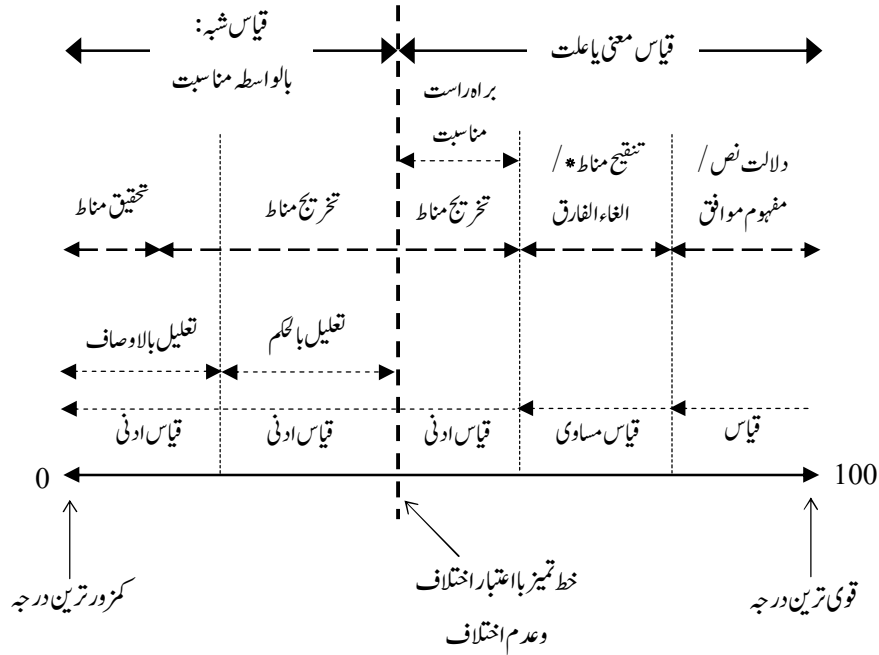 قیاس معنی یا علت
قیاس شبہ:
بالواسطہ مناسبت
دلالت نص/
مفہوم موافق
تنقیح مناط*/
الغاء الفارق
براہ راست
مناسبت
تخریج مناط
تخریج مناط
تحقیق مناط
تعلیل بالحکم
تعلیل بالاوصاف
قیاس
قیاس مساوی
قیاس ادنی
قیاس ادنی
قیاس ادنی
100
0
قوی ترین درجہ
خط تمیز بااعتبار اختلاف
وعدم اختلاف
کمزور ترین درجہ